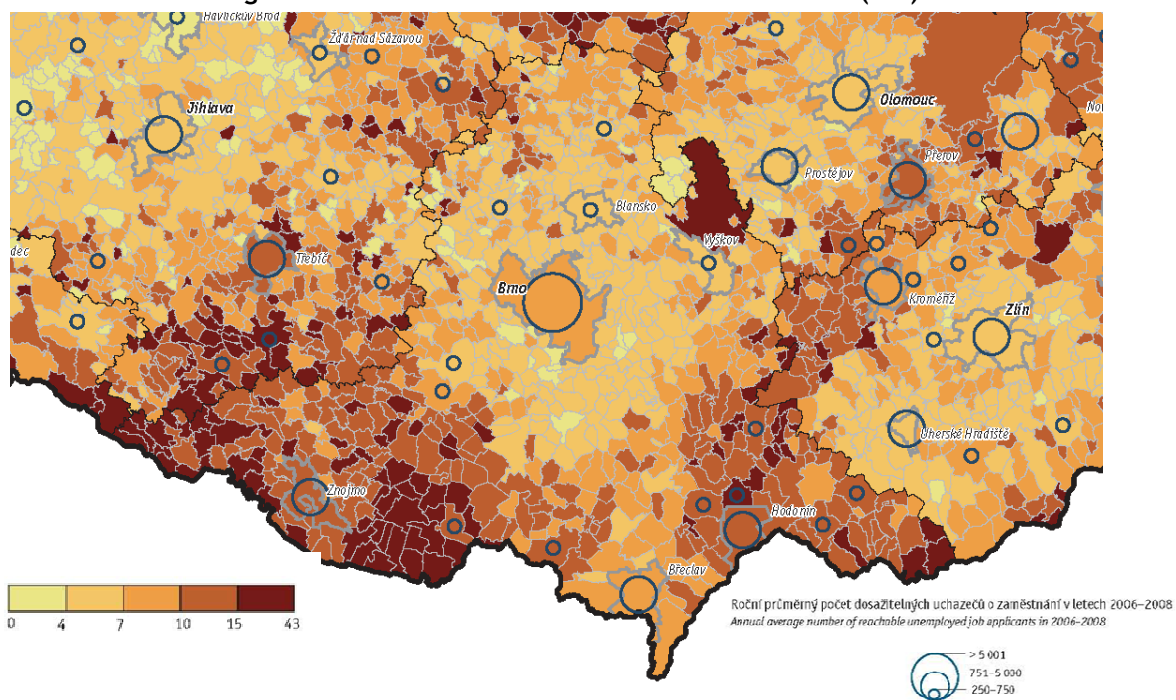 Havlíčkův Brod
Žďár nad Sázavou
Jihlava
Olomouc
Nov
Přerov
Prostějov
Blansko
Vyškov
dec
Třebíč
Brno
Kroměříž
Zlín
Uherské Hradiště
Znojmo
Hodonín
Břeclav
0 4 7 10 15 43
Roční průměrný počet dosažitelných uchazečů o zaměstnání v letech 2006–2008
Annual average number of reachable unemployed job applicants in 2006–2008
> 5 001
751–5 000
250–750